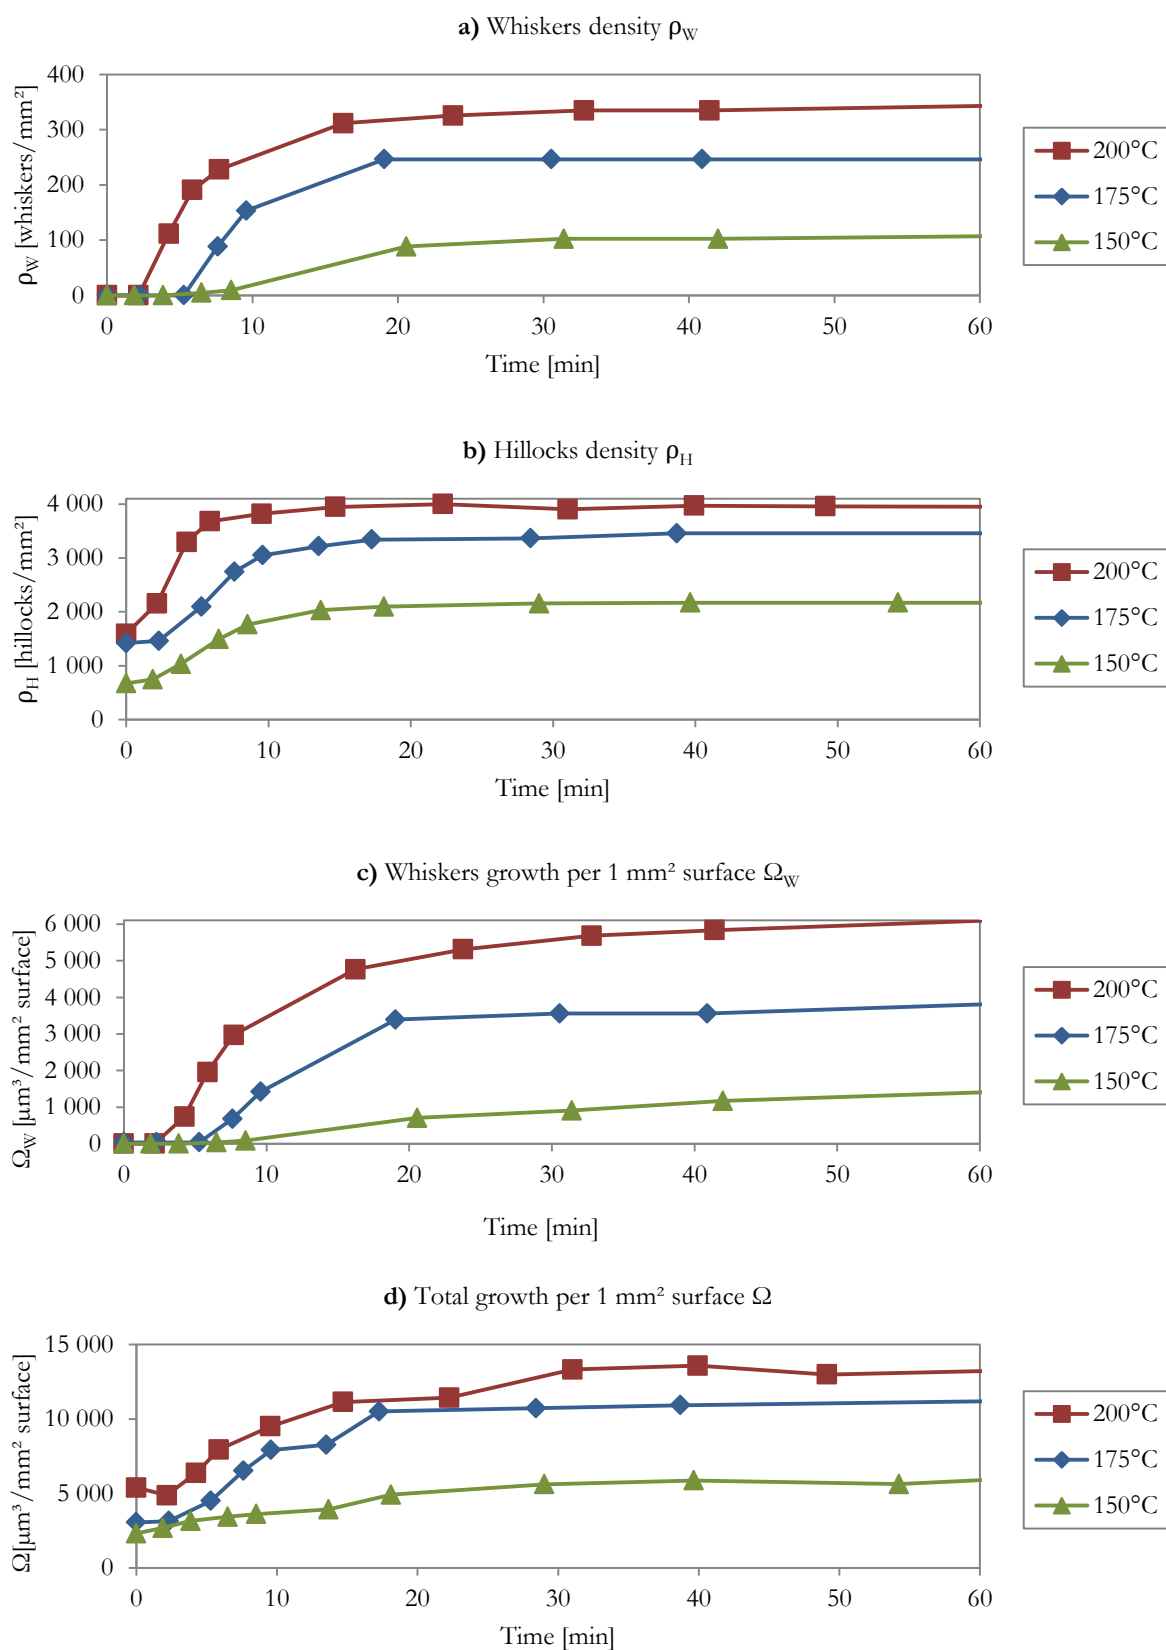 a) Whiskers density ρW
ρW [whiskers/mm²]
400
300
200
100
0
0 10 20 30 40 50 60
Time [min]
200°C
175°C
150°C
b) Hillocks density ρH
ρH [hillocks/mm²]
4 000
3 000
2 000
1 000
0
0 10 20 30 40 50 60
Time [min]
200°C
175°C
150°C
c) Whiskers growth per 1 mm² surface ΩW
ΩW [µm³/mm² surface]
6 000
5 000
4 000
3 000
2 000
1 000
0
0 10 20 30 40 50 60
Time [min]
200°C
175°C
150°C
d) Total growth per 1 mm² surface Ω
Ω[µm³/mm² surface]
15 000
10 000
5 000
0
0 10 20 30 40 50 60
Time [min]
200°C
175°C
150°C